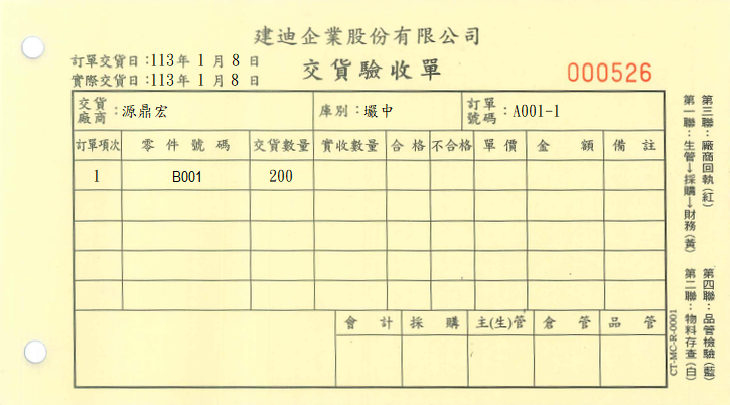 建迪企業股份有限公司
訂單交貨日：113年 1 月 8 日
實際交貨日：113年 1 月 8 日
交貨驗收單
000526
交貨廠商：源鼎宏
庫別：壩中
訂單號碼：A001-1
訂單項次 零件號碼 交貨數量 實收數量 合格 不合格 單價 金額 備註
1 B001 200
會計 採購 主(生)管 倉管 品管
第一聯：生管→採購→財務(黃)
第二聯：物料存查(白)
第三聯：廠商回執(紅)
第四聯：品管檢驗(藍)
CT-MC-R-0001